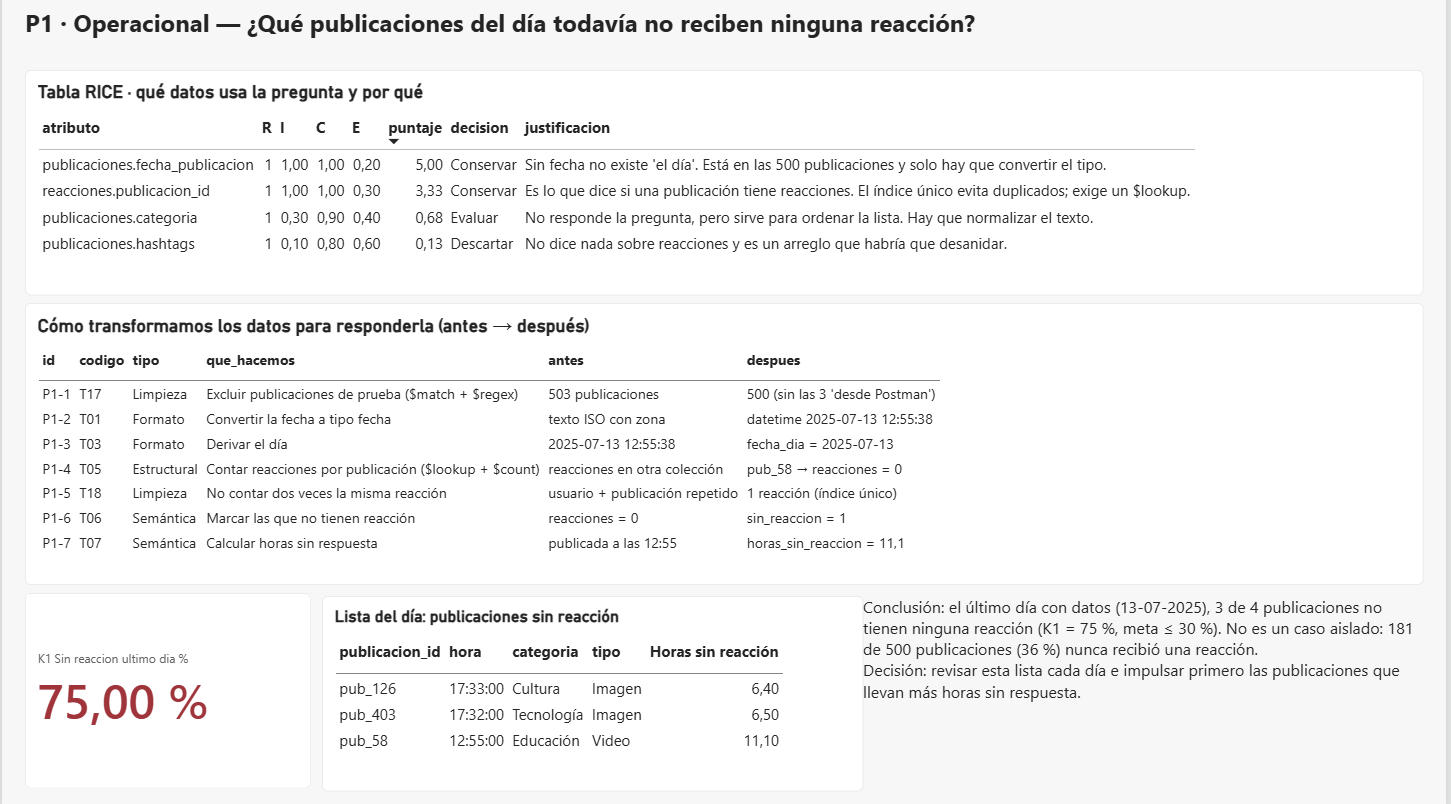 P1 · Operacional — ¿Qué publicaciones del día todavía no reciben ninguna reacción?
Tabla RICE · qué datos usa la pregunta y por qué
atributo R I C E puntaje decision justificacion
publicaciones.fecha_publicacion 1 1,00 1,00 0,20 5,00 Conservar Sin fecha no existe 'el día'. Está en las 500 publicaciones y solo hay que convertir el tipo.
reacciones.publicacion_id 1 1,00 1,00 0,30 3,33 Conservar Es lo que dice si una publicación tiene reacciones. El índice único evita duplicados; exige un $lookup.
publicaciones.categoria 1 0,30 0,90 0,40 0,68 Evaluar No responde la pregunta, pero sirve para ordenar la lista. Hay que normalizar el texto.
publicaciones.hashtags 1 0,10 0,80 0,60 0,13 Descartar No dice nada sobre reacciones y es un arreglo que habría que desanidar.
Cómo transformamos los datos para responderla (antes → después)
id codigo tipo que_hacemos antes despues
P1-1 T17 Limpieza Excluir publicaciones de prueba ($match + $regex) 503 publicaciones 500 (sin las 3 'desde Postman')
P1-2 T01 Formato Convertir la fecha a tipo fecha texto ISO con zona datetime 2025-07-13 12:55:38
P1-3 T03 Formato Derivar el día 2025-07-13 12:55:38 fecha_dia = 2025-07-13
P1-4 T05 Estructural Contar reacciones por publicación ($lookup + $count) reacciones en otra colección pub_58 → reacciones = 0
P1-5 T18 Limpieza No contar dos veces la misma reacción usuario + publicación repetido 1 reacción (índice único)
P1-6 T06 Semántica Marcar las que no tienen reacción reacciones = 0 sin_reaccion = 1
P1-7 T07 Semántica Calcular horas sin respuesta publicada a las 12:55 horas_sin_reaccion = 11,1
K1 Sin reaccion ultimo dia %
75,00 %
Lista del día: publicaciones sin reacción
publicacion_id hora categoria tipo Horas sin reacción
pub_126 17:33:00 Cultura Imagen 6,40
pub_403 17:32:00 Tecnología Imagen 6,50
pub_58 12:55:00 Educación Video 11,10
Conclusión: el último día con datos (13-07-2025), 3 de 4 publicaciones no
tienen ninguna reacción (K1 = 75 %, meta ≤ 30 %). No es un caso aislado: 181
de 500 publicaciones (36 %) nunca recibió una reacción.
Decisión: revisar esta lista cada día e impulsar primero las publicaciones que
llevan más horas sin respuesta.